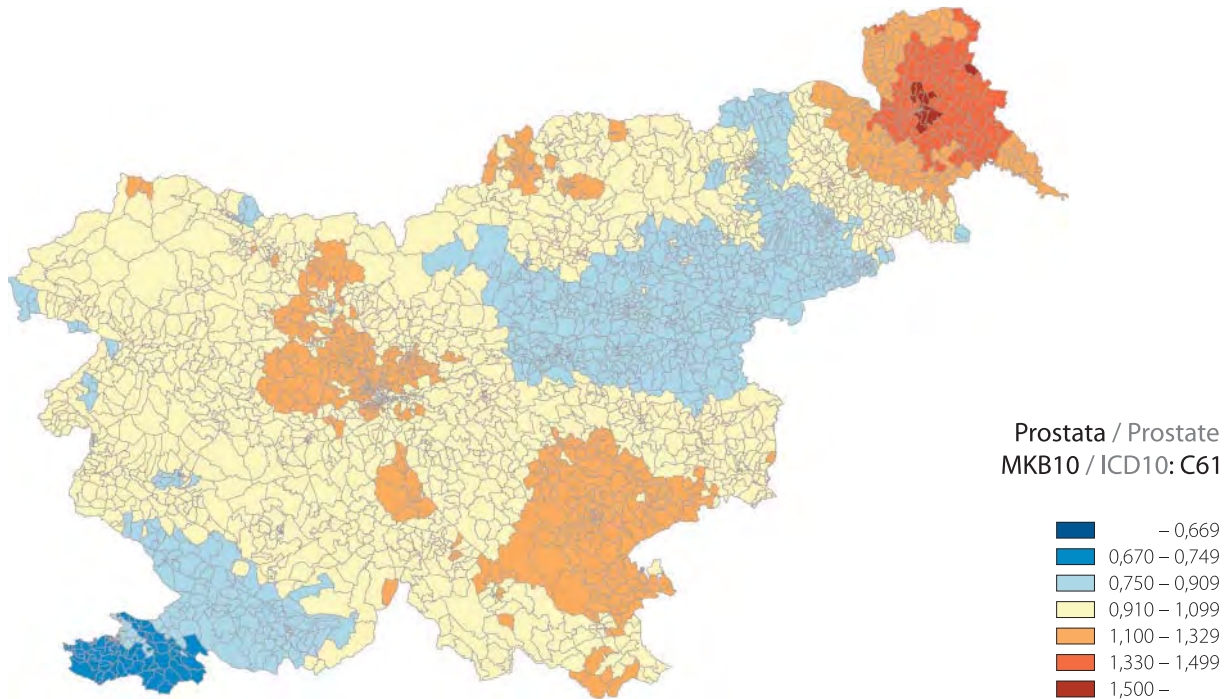 Prostata / Prostate
MKB10 / ICD10: C61
– 0,669
0,670 – 0,749
0,750 – 0,909
0,910 – 1,099
1,100 – 1,329
1,330 – 1,499
1,500 –